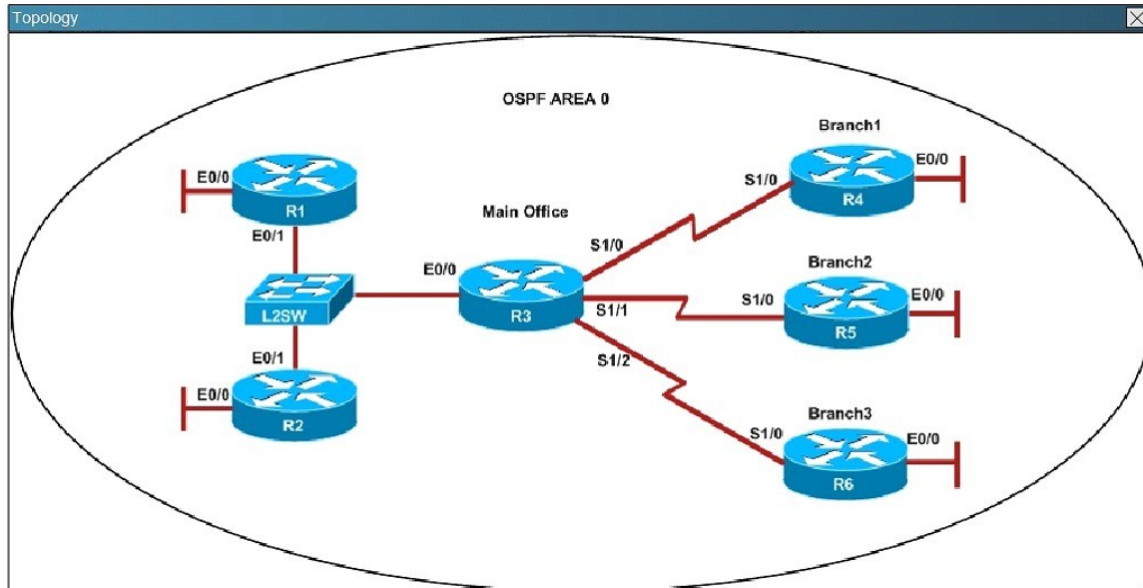 Topology
OSPF AREA 0
Branch1
E0/0
R4
S1/0
E0/0
R1
E0/1
Main Office
S1/0
E0/0
R3
S1/1
S1/2
L2SW
Branch2
E0/0
S1/0
R5
E0/1
E0/0
R2
Branch3
S1/0
E0/0
R6